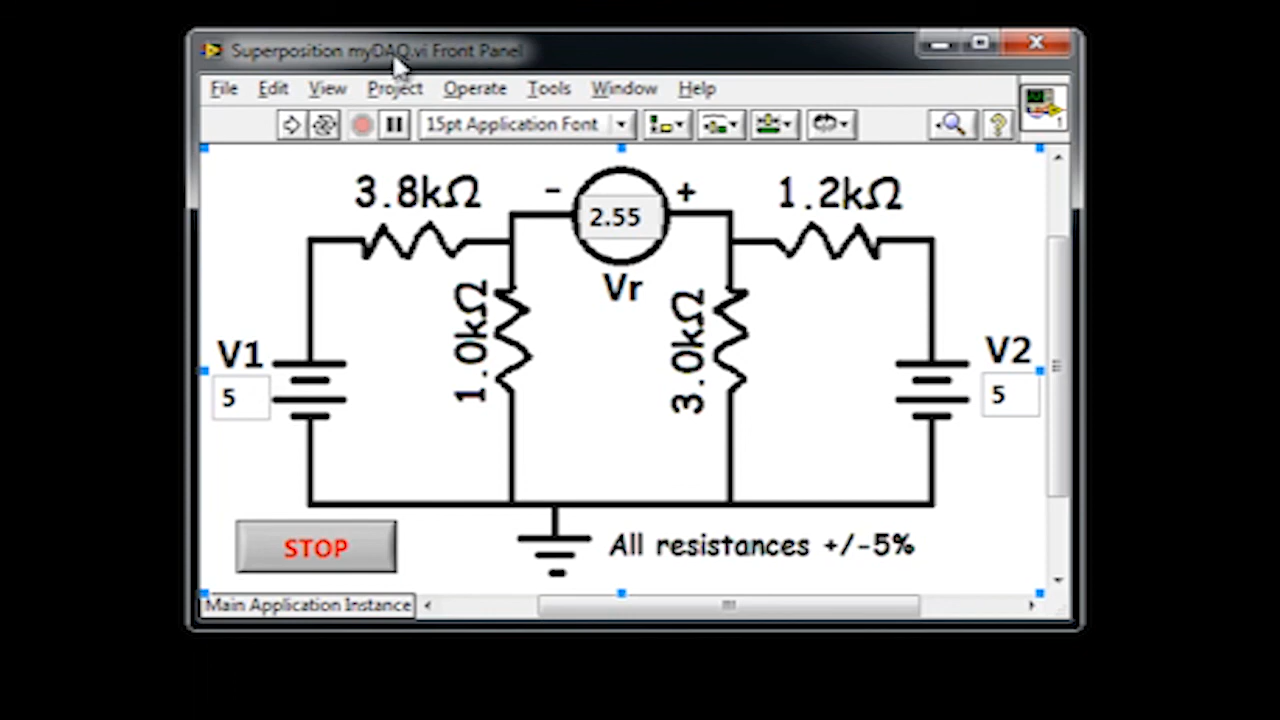 Superposition myDAQ.vi Front Panel
File Edit View Project Operate Tools Window Help
15pt Application Font
1
3.8kΩ - 2.55 + 1.2kΩ
Vr
1.0kΩ
3.0kΩ
V1
5
V2
5
STOP
All resistances +/-5%
Main Application Instance